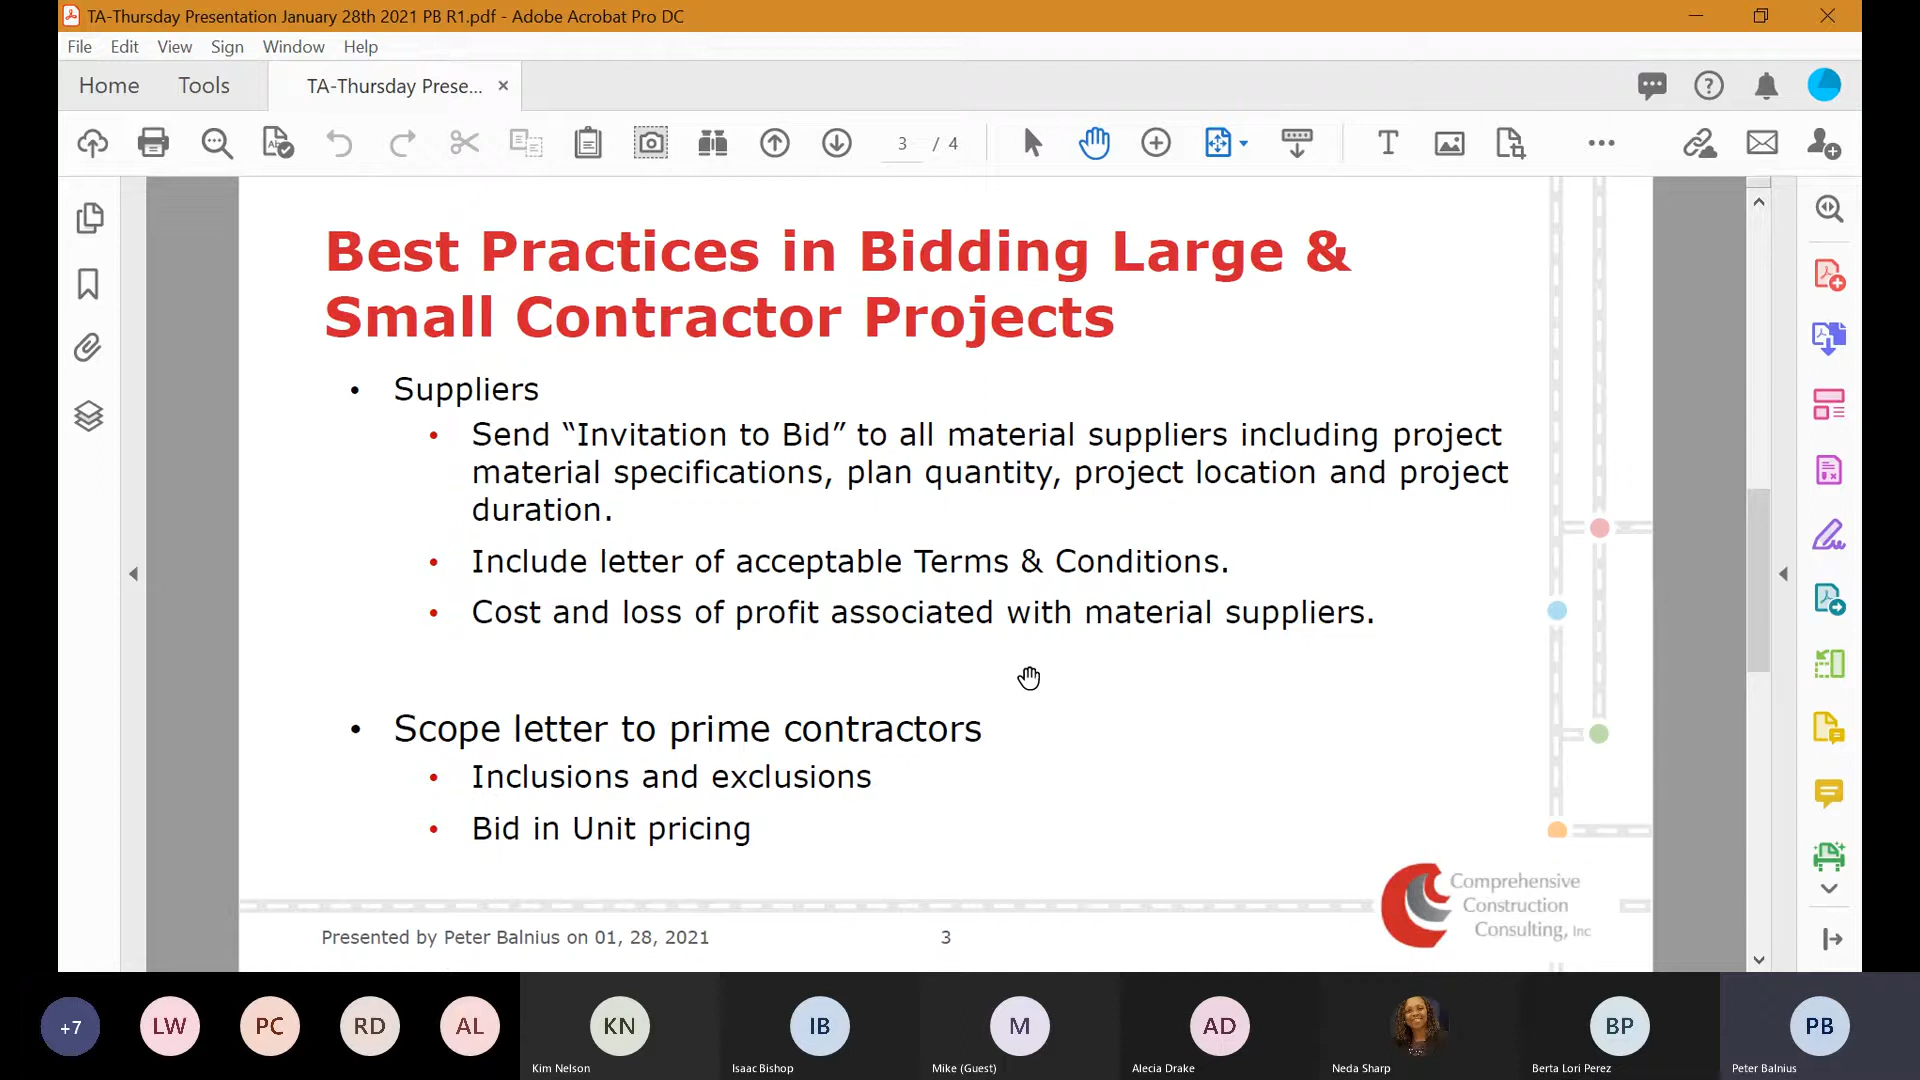 TA-Thursday Presentation January 28th 2021 PB R1.pdf - Adobe Acrobat Pro DC
File Edit View Sign Window Help
Home Tools TA-Thursday Prese...
3 / 4
Best Practices in Bidding Large &
Small Contractor Projects
• Suppliers
• Send “Invitation to Bid” to all material suppliers including project
material specifications, plan quantity, project location and project
duration.
• Include letter of acceptable Terms & Conditions.
• Cost and loss of profit associated with material suppliers.
• Scope letter to prime contractors
• Inclusions and exclusions
• Bid in Unit pricing
Comprehensive
Construction
Consulting, Inc
Presented by Peter Balnius on 01, 28, 2021 3
+7 LW PC RD AL KN IB M AD BP PB
Kim Nelson Isaac Bishop Mike (Guest) Alecia Drake Neda Sharp Berta Lori Perez Peter Balnius